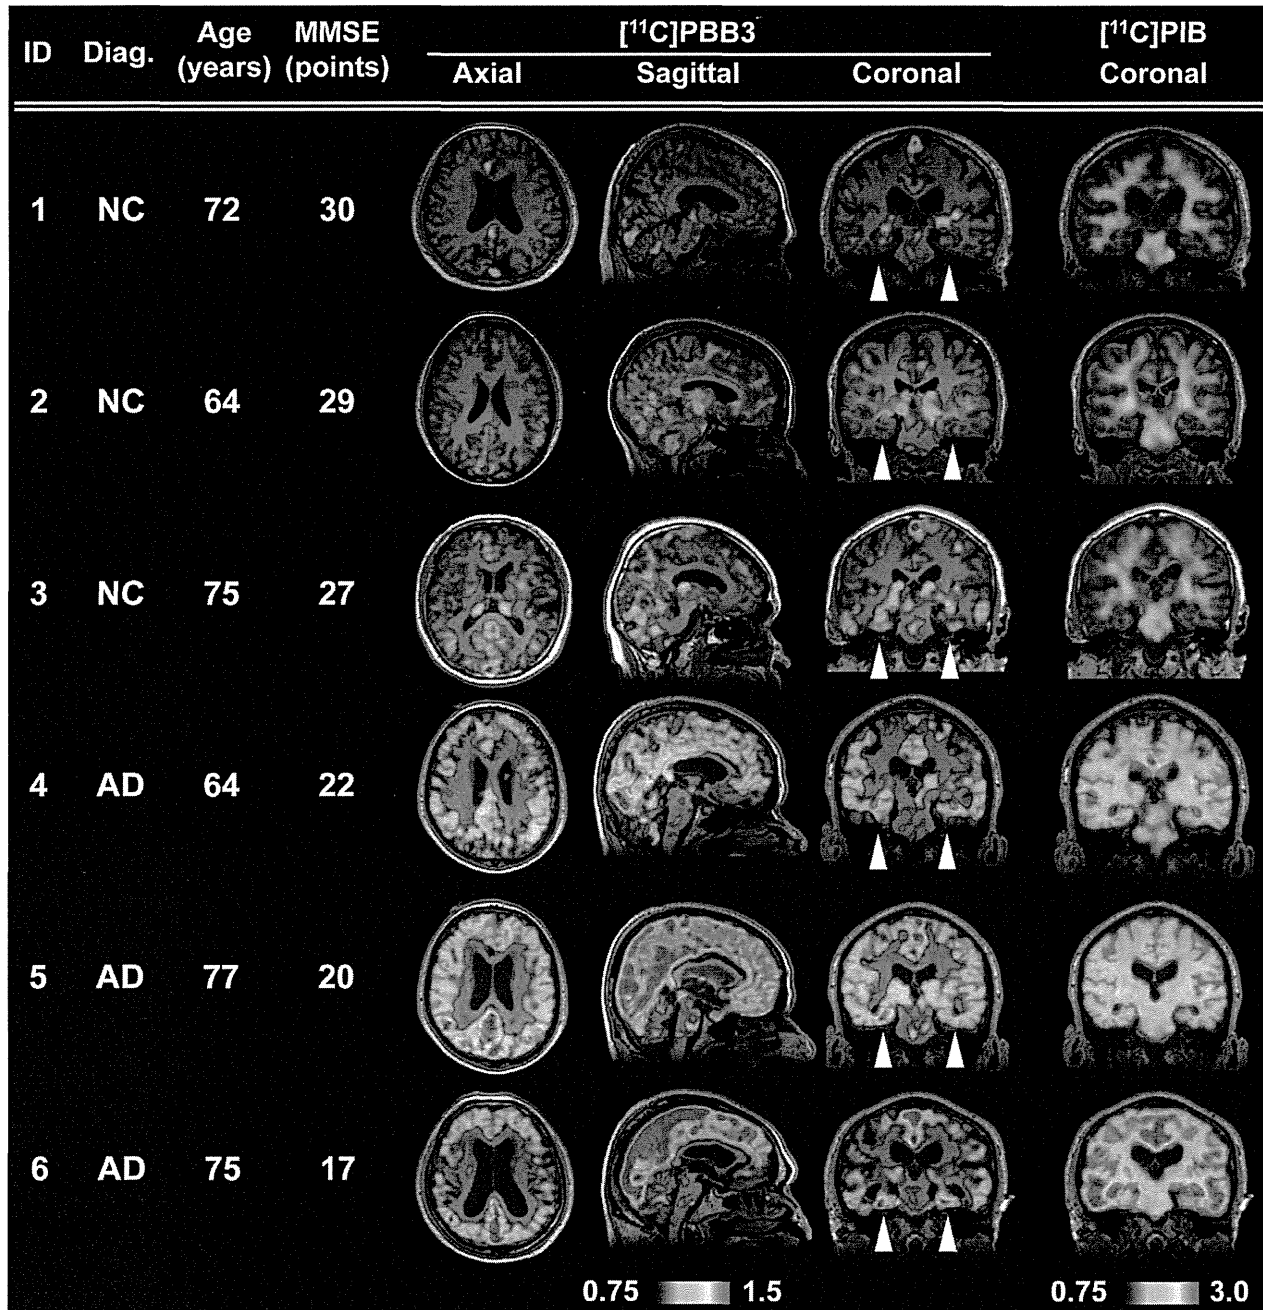 ID Diag. Age (years) MMSE (points) [¹¹C]PBB3 [¹¹C]PIB
Axial Sagittal Coronal Coronal
1 NC 72 30
2 NC 64 29
3 NC 75 27
4 AD 64 22
5 AD 77 20
6 AD 75 17
0.75 1.5 0.75 3.0